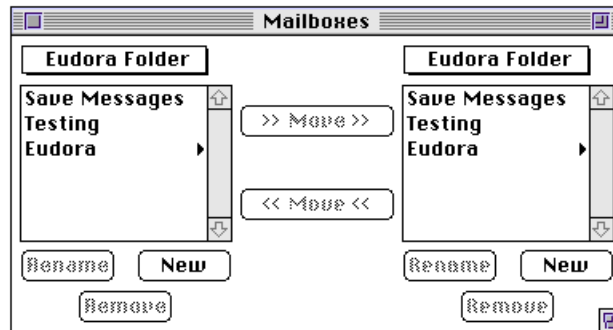 Mailboxes
Eudora Folder
Save Messages
Testing
Eudora
Rename
New
Remove
>> Move >>
<< Move <<
Eudora Folder
Save Messages
Testing
Eudora
Rename
New
Remove